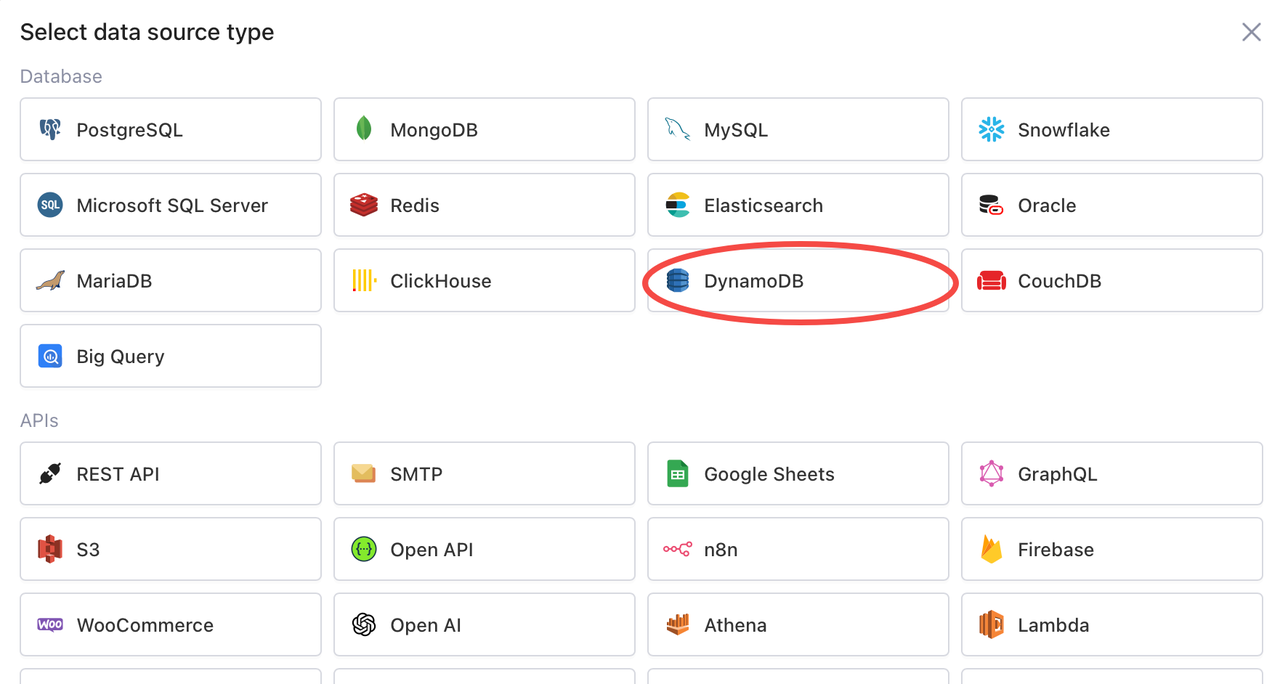 Select data source type
Database
PostgreSQL
MongoDB
MySQL
Snowflake
SQL
Microsoft SQL Server
Redis
Elasticsearch
Oracle
MariaDB
ClickHouse
DynamoDB
CouchDB
Big Query
APIs
REST API
SMTP
Google Sheets
GraphQL
S3
Open API
n8n
Firebase
WOO
WooCommerce
Open AI
Athena
Lambda